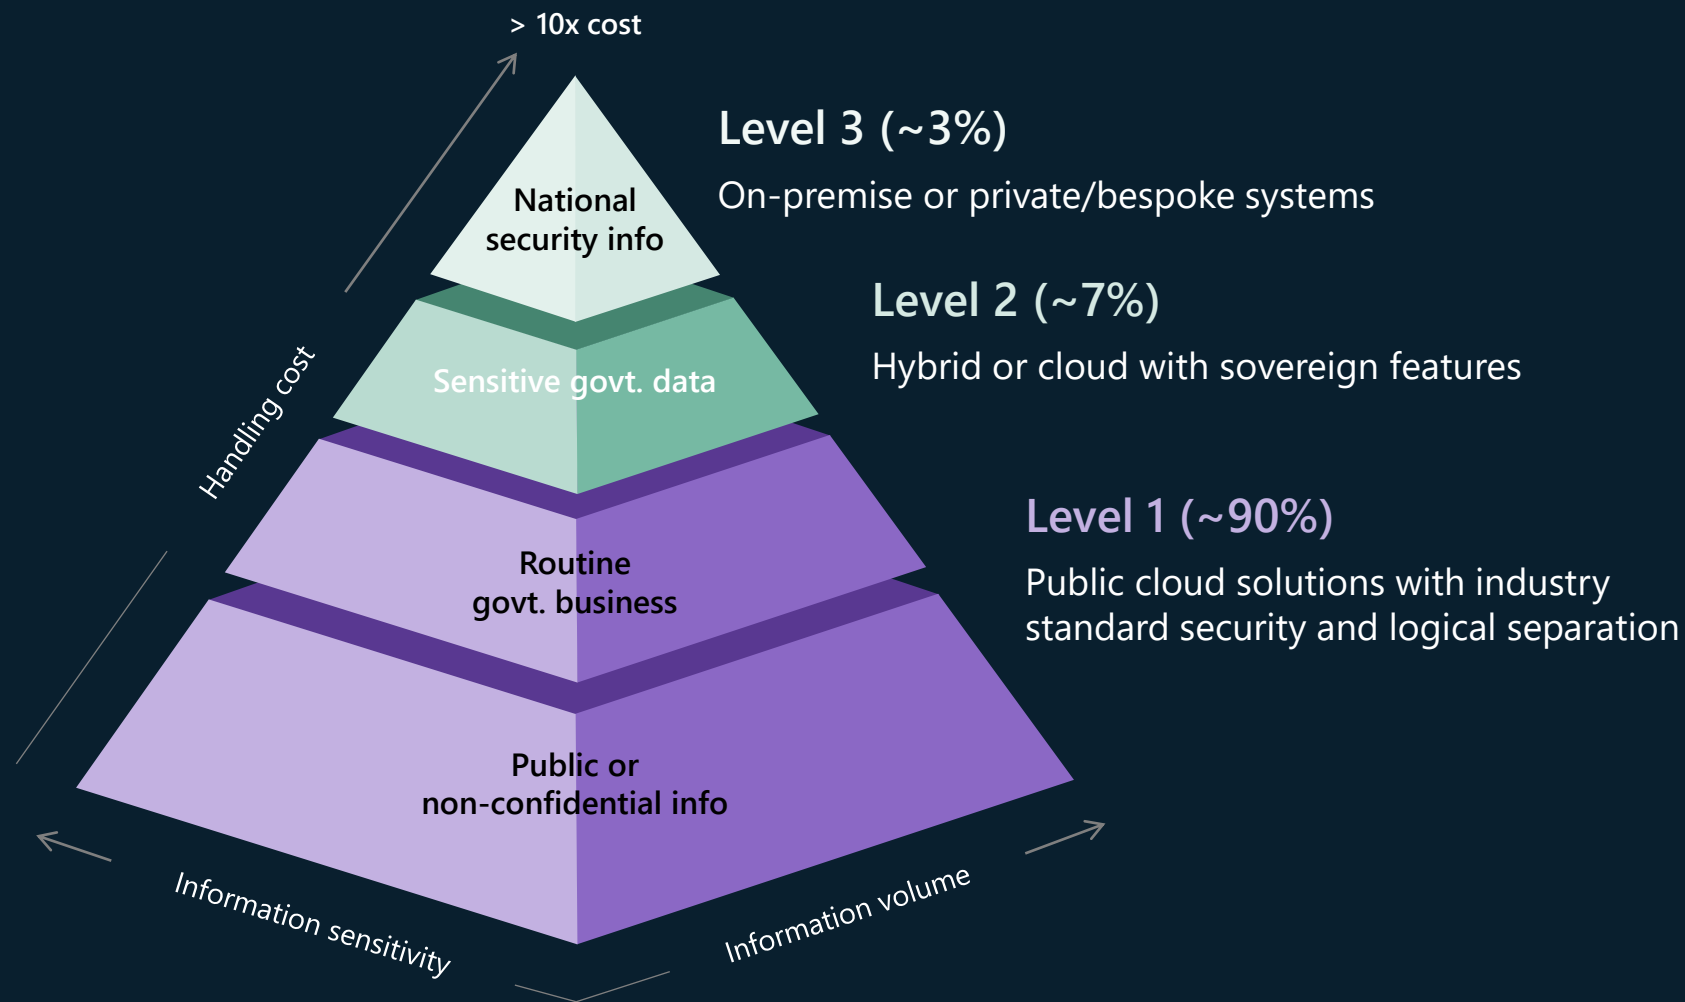 > 10x cost
Level 3 (~3%)
On-premise or private/bespoke systems
National
security info
Level 2 (~7%)
Hybrid or cloud with sovereign features
Sensitive govt. data
Handling cost
Level 1 (~90%)
Public cloud solutions with industry
standard security and logical separation
Routine
govt. business
Public or
non-confidential info
Information sensitivity
Information volume